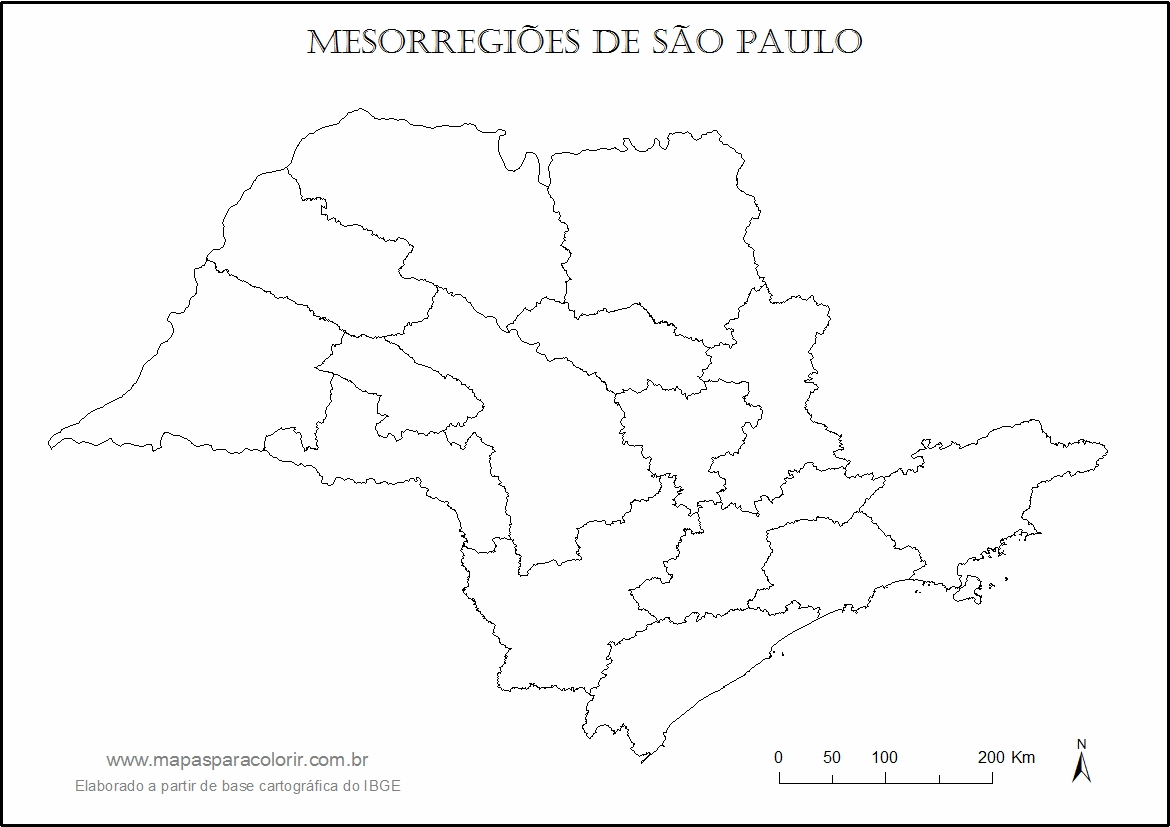 MESORREGIÕES DE SÃO PAULO
www.mapasparacolorir.com.br
Elaborado a partir de base cartográfica do IBGE
0 50 100 200 Km
N